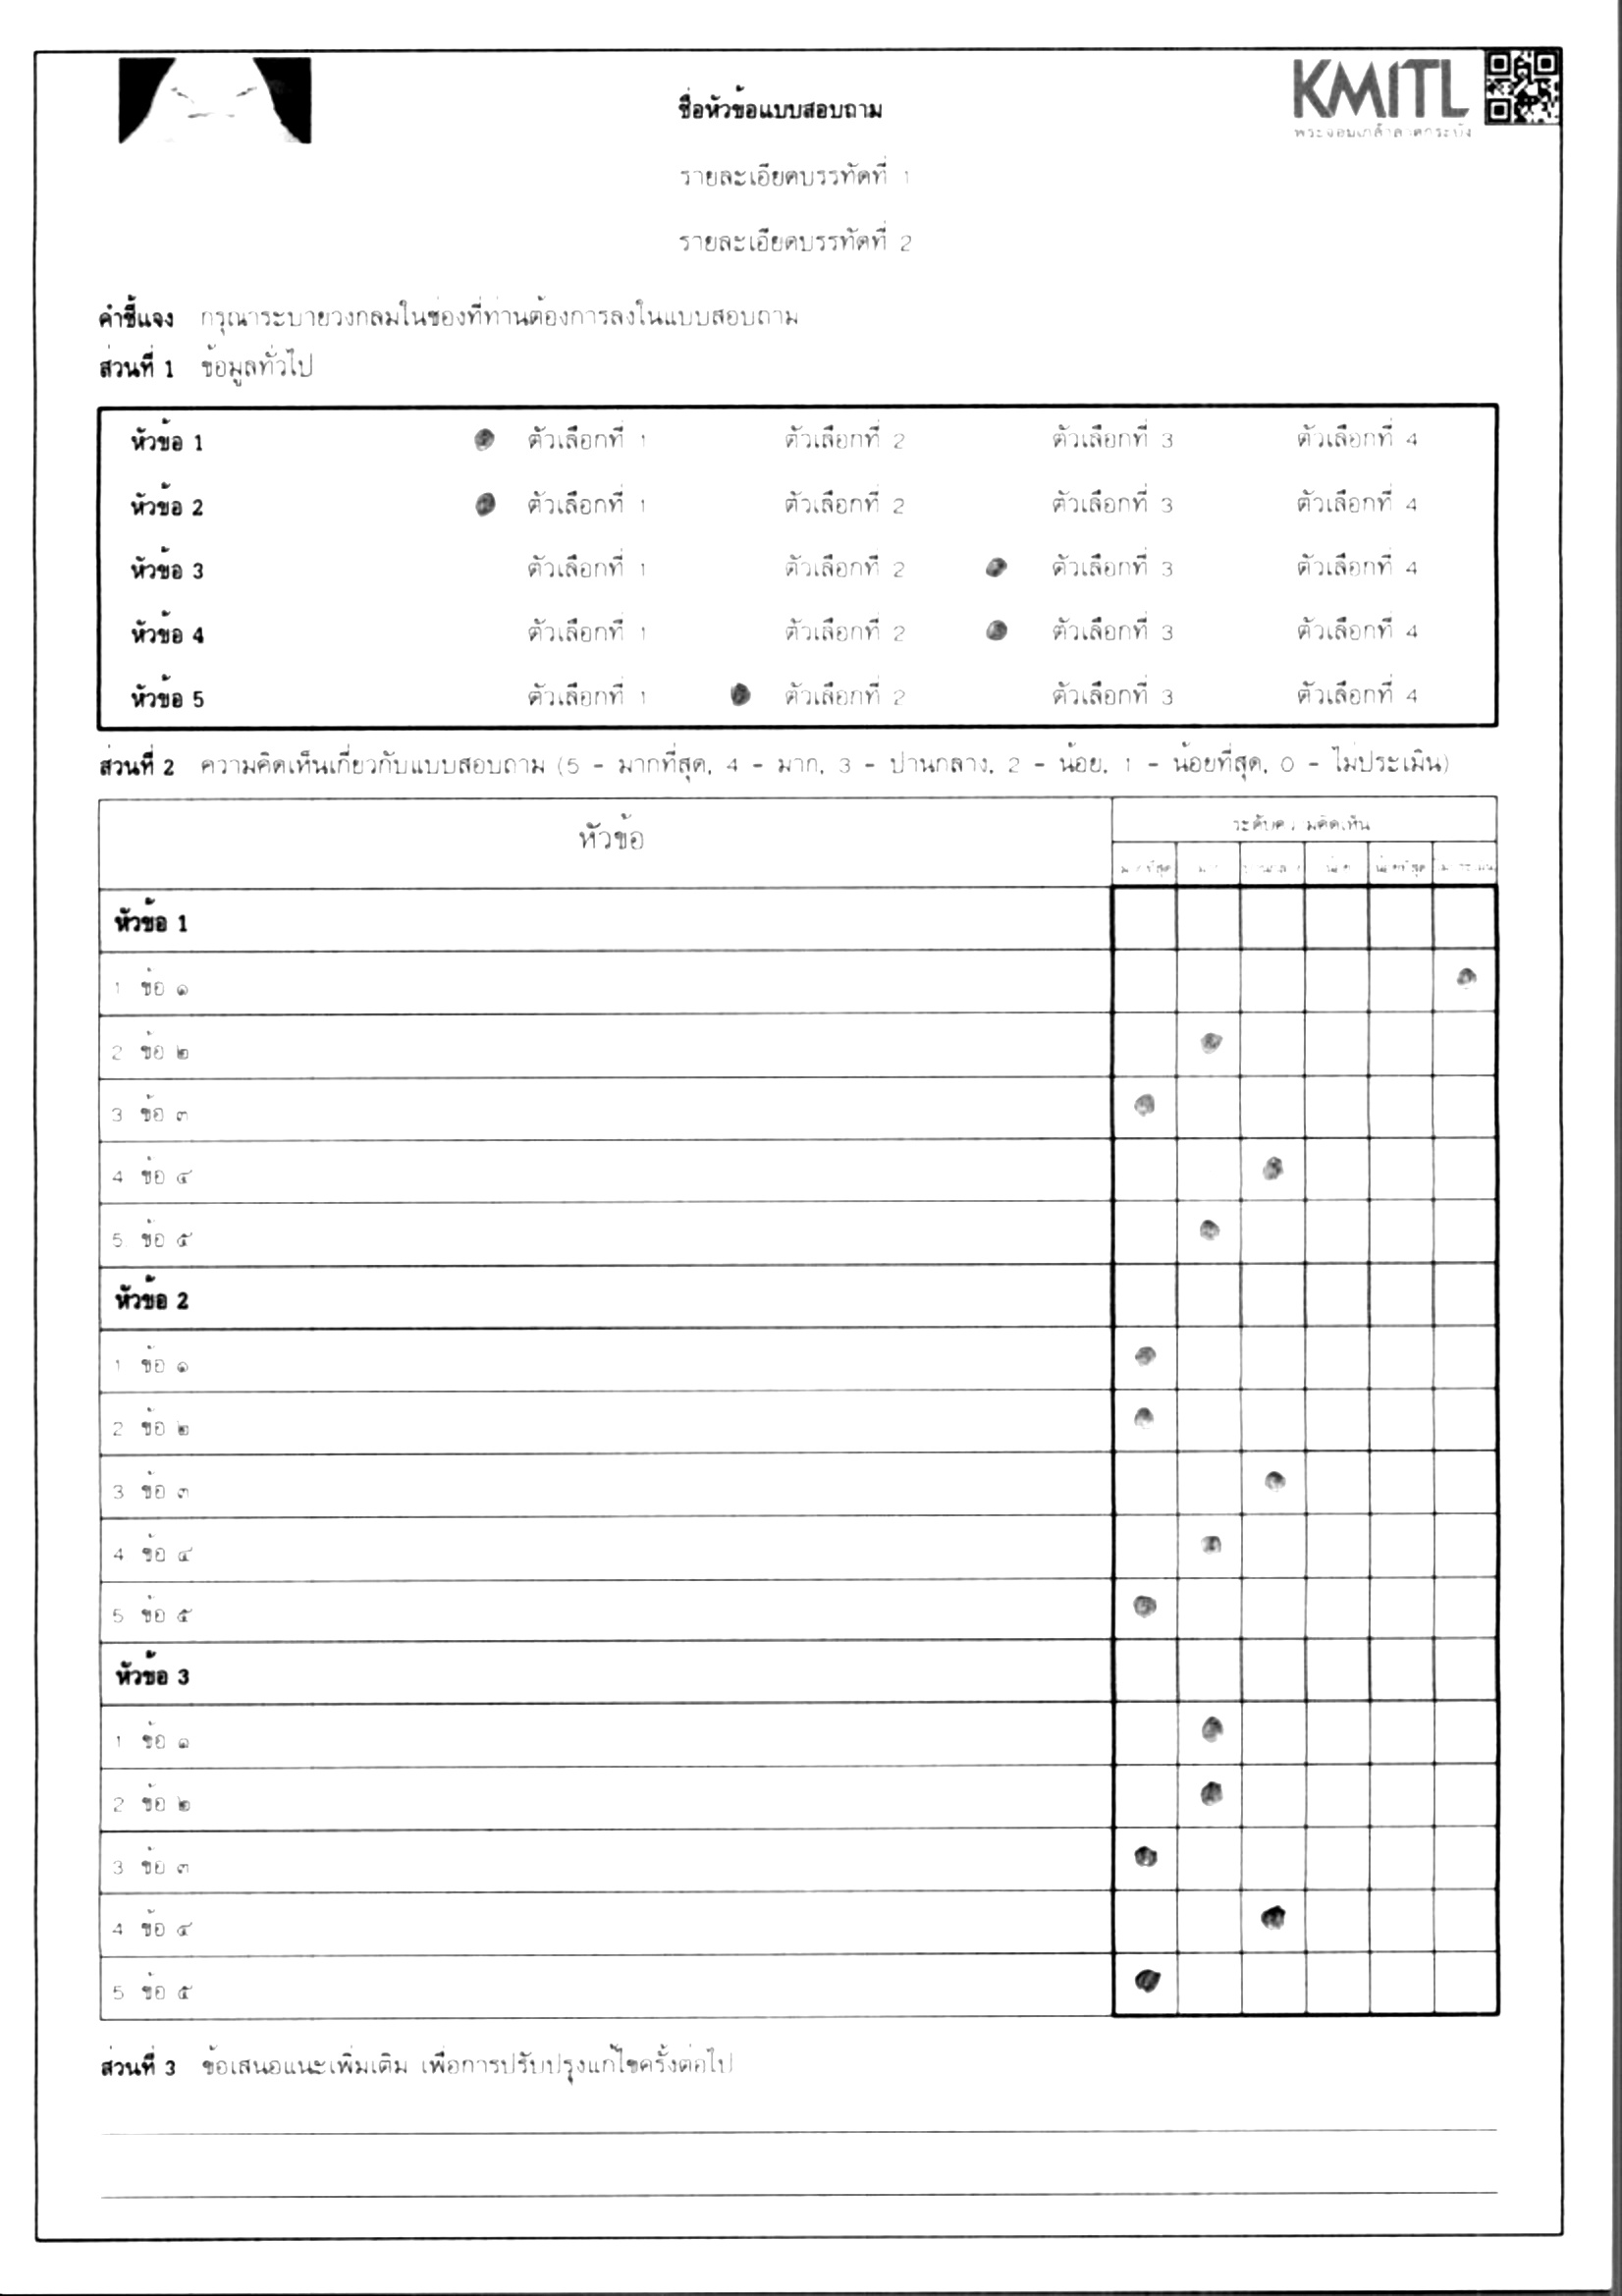 KMITL
พระจอมเกล้าลาดกระบัง
ชื่อหัวข้อแบบสอบถาม
รายละเอียดบรรทัดที่ 1
รายละเอียดบรรทัดที่ 2
คำชี้แจง กรุณาระบายวงกลมในช่องที่ท่านต้องการลงในแบบสอบถาม
ส่วนที่ 1 ข้อมูลทั่วไป
หัวข้อ 1 ตัวเลือกที่ 1 ตัวเลือกที่ 2 ตัวเลือกที่ 3 ตัวเลือกที่ 4
หัวข้อ 2 ตัวเลือกที่ 1 ตัวเลือกที่ 2 ตัวเลือกที่ 3 ตัวเลือกที่ 4
หัวข้อ 3 ตัวเลือกที่ 1 ตัวเลือกที่ 2 ตัวเลือกที่ 3 ตัวเลือกที่ 4
หัวข้อ 4 ตัวเลือกที่ 1 ตัวเลือกที่ 2 ตัวเลือกที่ 3 ตัวเลือกที่ 4
หัวข้อ 5 ตัวเลือกที่ 1 ตัวเลือกที่ 2 ตัวเลือกที่ 3 ตัวเลือกที่ 4
ส่วนที่ 2 ความคิดเห็นเกี่ยวกับแบบสอบถาม (5 - มากที่สุด, 4 - มาก, 3 - ปานกลาง, 2 - น้อย, 1 - น้อยที่สุด, 0 - ไม่ประเมิน)
หัวข้อ
ระดับความคิดเห็น
มากที่สุด มาก ปานกลาง น้อย น้อยที่สุด ไม่ประเมิน
หัวข้อ 1
1 ข้อ ๑
2 ข้อ ๒
3 ข้อ ๓
4 ข้อ ๔
5 ข้อ ๕
หัวข้อ 2
1 ข้อ ๑
2 ข้อ ๒
3 ข้อ ๓
4 ข้อ ๔
5 ข้อ ๕
หัวข้อ 3
1 ข้อ ๑
2 ข้อ ๒
3 ข้อ ๓
4 ข้อ ๔
5 ข้อ ๕
ส่วนที่ 3 ข้อเสนอแนะเพิ่มเติม เพื่อการปรับปรุงแก้ไขครั้งต่อไป